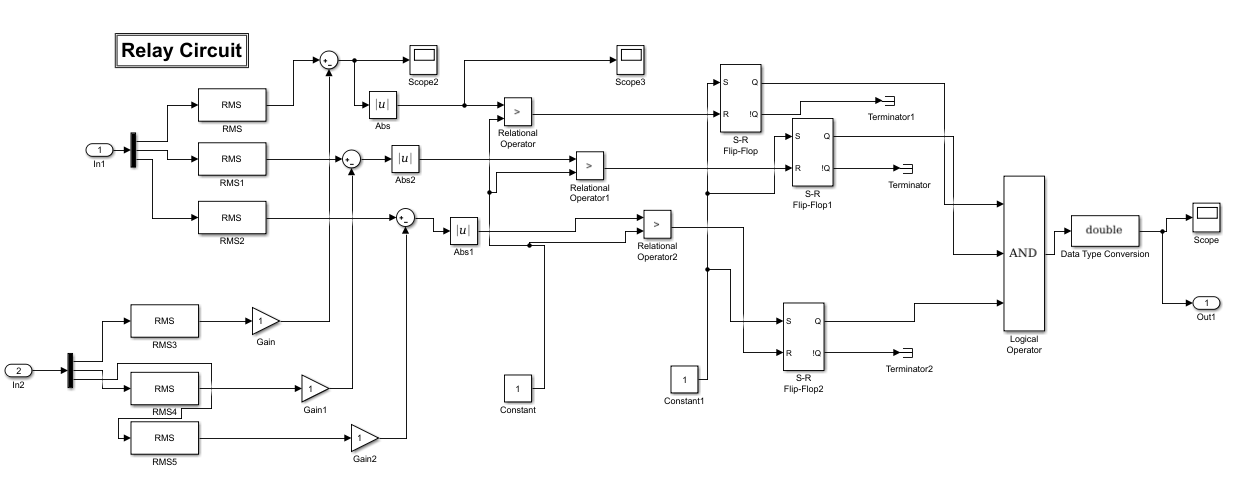 Relay Circuit
+
−
Scope2
Scope3
RMS
RMS
|u|
Abs
>
Relational
Operator
S
R
Q
!Q
S-R
Flip-Flop
Terminator1
1
In1
RMS
RMS1
+
−
|u|
Abs2
>
Relational
Operator1
S
R
Q
!Q
S-R
Flip-Flop1
Terminator
RMS
RMS2
+
−
|u|
Abs1
>
Relational
Operator2
AND
Logical
Operator
double
Data Type Conversion
Scope
1
Out1
RMS
RMS3
1
Gain
S
R
Q
!Q
S-R
Flip-Flop2
Terminator2
2
In2
RMS
RMS4
1
Gain1
1
Constant
1
Constant1
RMS
RMS5
1
Gain2